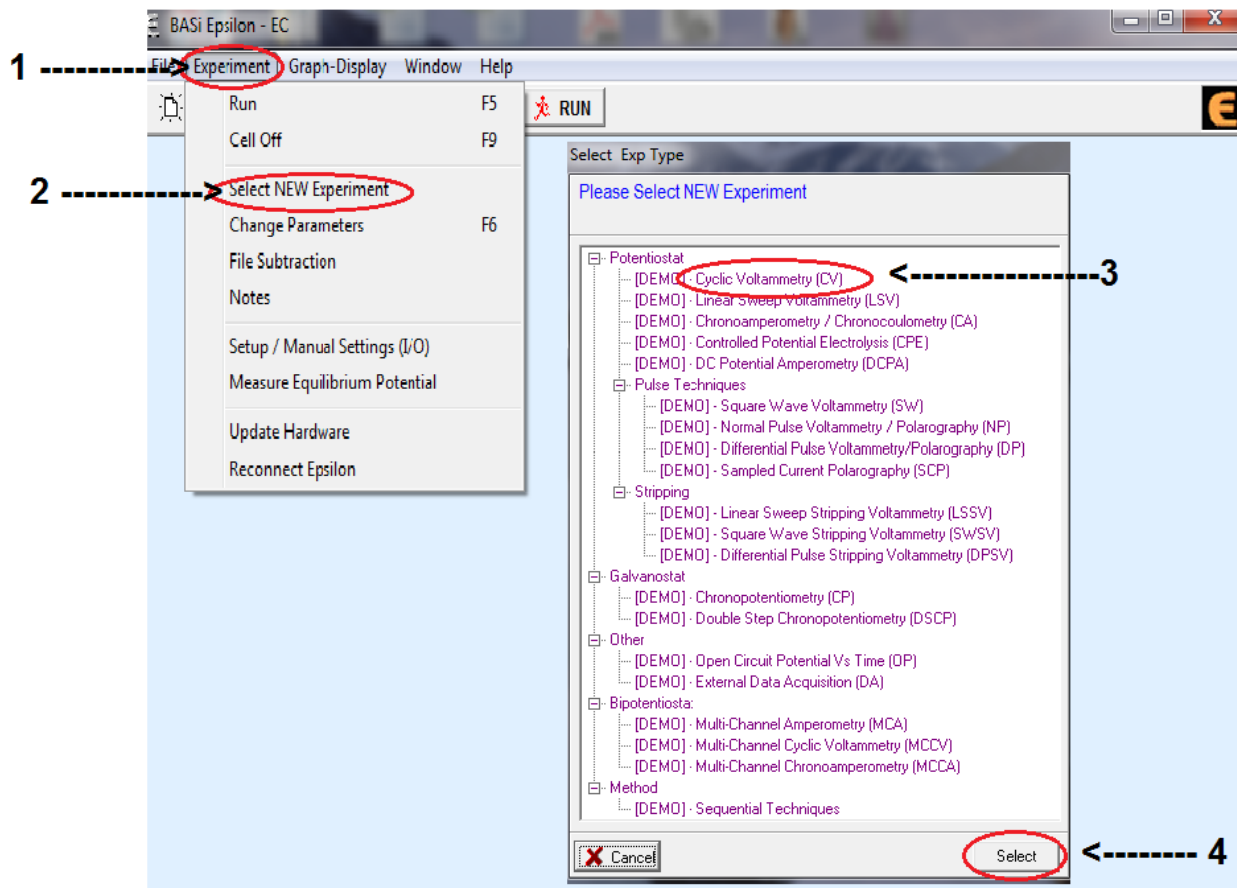 BASi Epsilon - EC
1 ----------->
File Experiment Graph-Display Window Help
Run F5
RUN
Cell Off F9
2 ------------>
Select NEW Experiment
Change Parameters F6
File Subtraction
Notes
Setup / Manual Settings (I/O)
Measure Equilibrium Potential
Update Hardware
Reconnect Epsilon
Select Exp Type
Please Select NEW Experiment
Potentiostat
[DEMO] - Cyclic Voltammetry (CV)
<----------------3
[DEMO] - Linear Sweep Voltammetry (LSV)
[DEMO] - Chronoamperometry / Chronocoulometry (CA)
[DEMO] - Controlled Potential Electrolysis (CPE)
[DEMO] - DC Potential Amperometry (DCPA)
Pulse Techniques
[DEMO] - Square Wave Voltammetry (SW)
[DEMO] - Normal Pulse Voltammetry / Polarography (NP)
[DEMO] - Differential Pulse Voltammetry/Polarography (DP)
[DEMO] - Sampled Current Polarography (SCP)
Stripping
[DEMO] - Linear Sweep Stripping Voltammetry (LSSV)
[DEMO] - Square Wave Stripping Voltammetry (SWSV)
[DEMO] - Differential Pulse Stripping Voltammetry (DPSV)
Galvanostat
[DEMO] - Chronopotentiometry (CP)
[DEMO] - Double Step Chronopotentiometry (DSCP)
Other
[DEMO] - Open Circuit Potential Vs Time (OP)
[DEMO] - External Data Acquisition (DA)
Bipotentiosta:
[DEMO] - Multi-Channel Amperometry (MCA)
[DEMO] - Multi-Channel Cyclic Voltammetry (MCCV)
[DEMO] - Multi-Channel Chronoamperometry (MCCA)
Method
[DEMO] - Sequential Techniques
Cancel
Select
<-------- 4